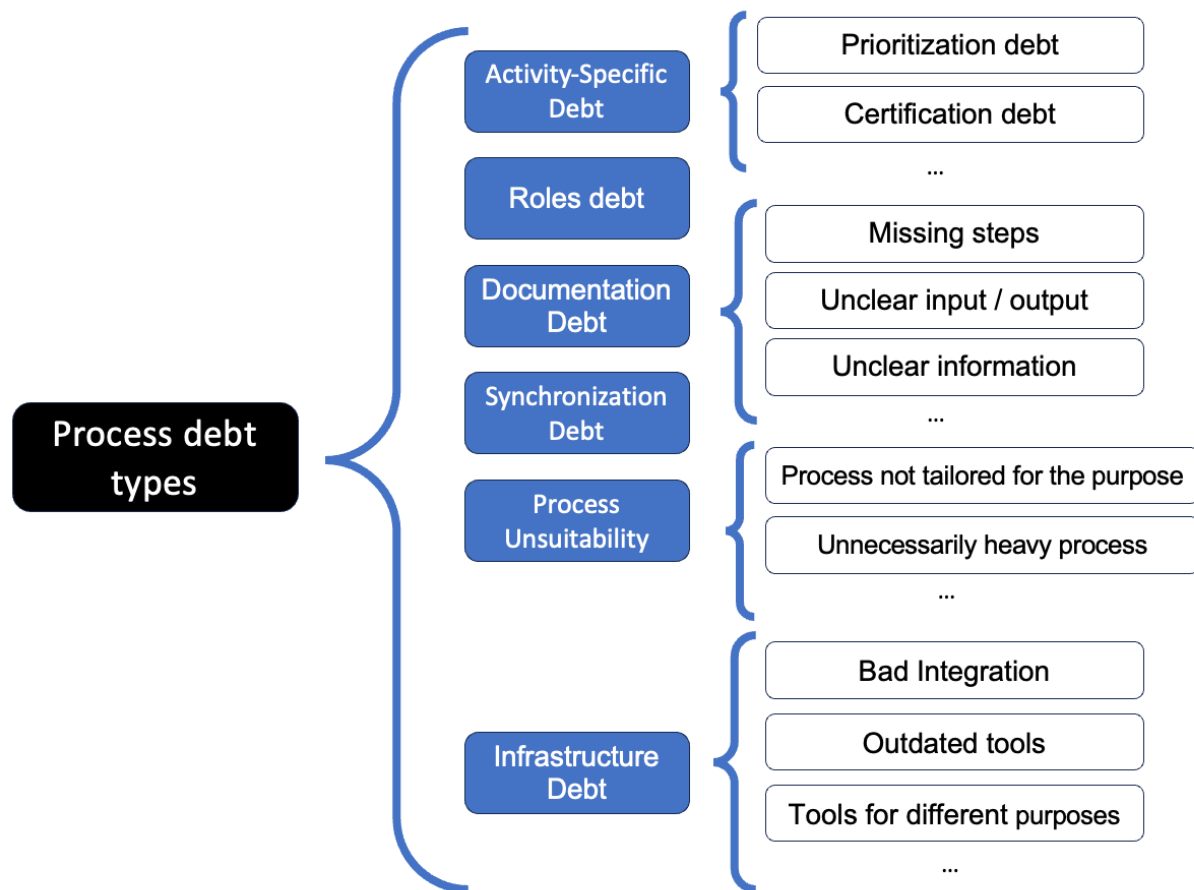 Process debt
types
Activity-Specific
Debt
Prioritization debt
Certification debt
...
Roles debt
Documentation
Debt
Missing steps
Unclear input / output
Unclear information
...
Synchronization
Debt
Process
Unsuitability
Process not tailored for the purpose
Unnecessarily heavy process
...
Infrastructure
Debt
Bad Integration
Outdated tools
Tools for different purposes
...